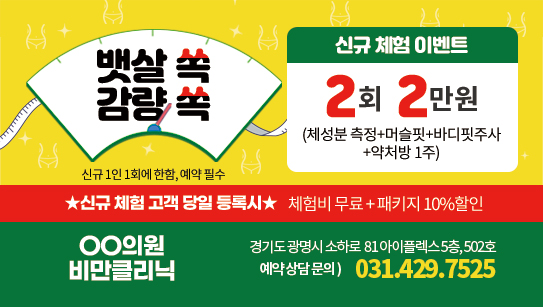 뱃살 쏙
감량 쏙
신규 1인 1회에 한함, 예약 필수
신규 체험 이벤트
2회 2만원
(체성분 측정+머슬핏+바디핏주사
+약처방 1주)
★신규 체험 고객 당일 등록시★ 체험비 무료 + 패키지 10%할인
○○의원
비만클리닉
경기도 광명시 소하로 81 아이플렉스 5층, 502호
예약 상담 문의 ) 031.429.7525